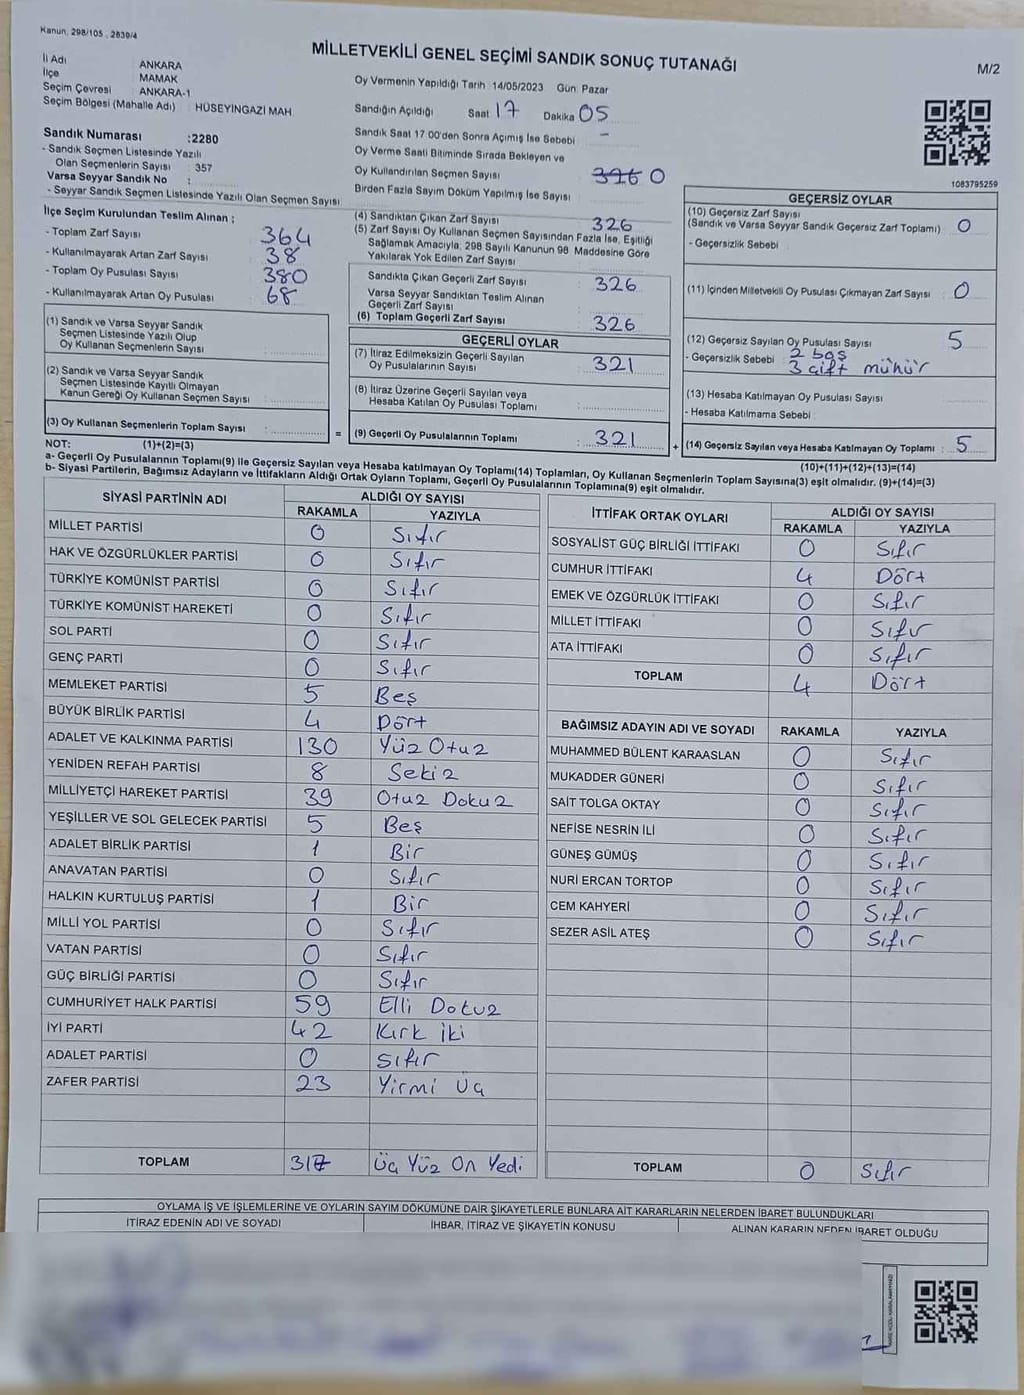 Kanun, 298/105 , 2839/4
MİLLETVEKİLİ GENEL SEÇİMİ SANDIK SONUÇ TUTANAĞI
M/2
İl Adı ANKARA
İlçe MAMAK
Seçim Çevresi ANKARA-1
Seçim Bölgesi (Mahalle Adı) HÜSEYİNGAZİ MAH
Oy Vermenin Yapıldığı Tarih : 14/05/2023 Gün: Pazar
Sandığın Açıldığı Saat 17 Dakika 05
Sandık Saat 17 00'den Sonra Açımış İse Sebebi : -
Oy Verme Saati Bitiminde Sırada Bekleyen ve
Oy Kullandırılan Seçmen Sayısı : 326 0
Birden Fazla Sayım Döküm Yapılmış İse Sayısı :
Sandık Numarası :2280
- Sandık Seçmen Listesinde Yazılı
Olan Seçmenlerin Sayısı : 357
Varsa Seyyar Sandık No :
- Seyyar Sandık Seçmen Listesinde Yazılı Olan Seçmen Sayısı
1083795259
İlçe Seçim Kurulundan Teslim Alınan ;
- Toplam Zarf Sayısı : 364
- Kullanılmayarak Artan Zarf Sayısı : 38
- Toplam Oy Pusulası Sayısı : 380
- Kullanılmayarak Artan Oy Pusulası : 68
(1) Sandık ve Varsa Seyyar Sandık
Seçmen Listesinde Yazılı Olup
Oy Kullanan Seçmenlerin Sayısı :
(2) Sandık ve Varsa Seyyar Sandık
Seçmen Listesinde Kayıtlı Olmayan
Kanun Gereği Oy Kullanan Seçmen Sayısı :
(3) Oy Kullanan Seçmenlerin Toplam Sayısı : =
(4) Sandıktan Çıkan Zarf Sayısı : 326
(5) Zarf Sayısı Oy Kullanan Seçmen Sayısından Fazla İse, Eşitliği
Sağlamak Amacıyla, 298 Sayılı Kanunun 98. Maddesine Göre
Yakılarak Yok Edilen Zarf Sayısı :
Sandıkta Çıkan Geçerli Zarf Sayısı : 326
Varsa Seyyar Sandıktan Teslim Alınan
Geçerli Zarf Sayısı :
(6) Toplam Geçerli Zarf Sayısı : 326
GEÇERLİ OYLAR
(7) İtiraz Edilmeksizin Geçerli Sayılan
Oy Pusulalarının Sayısı : 321
(8) İtiraz Üzerine Geçerli Sayılan veya
Hesaba Katılan Oy Pusulası Toplamı :
(9) Geçerli Oy Pusulalarının Toplamı : 321 +
GEÇERSİZ OYLAR
(10) Geçersiz Zarf Sayısı
(Sandık ve Varsa Seyyar Sandık Geçersiz Zarf Toplamı) : 0
- Geçersizlik Sebebi :
(11) İçinden Milletvekili Oy Pusulası Çıkmayan Zarf Sayısı : 0
(12) Geçersiz Sayılan Oy Pusulası Sayısı : 5
- Geçersizlik Sebebi : 2 boş
3 çift mühür
(13) Hesaba Katılmayan Oy Pusulası Sayısı :
- Hesaba Katılmama Sebebi :
(14) Geçersiz Sayılan veya Hesaba Katılmayan Oy Toplamı : 5
NOT: (1)+(2)=(3)
(10)+(11)+(12)+(13)=(14)
a- Geçerli Oy Pusulalarının Toplamı(9) ile Geçersiz Sayılan veya Hesaba katılmayan Oy Toplamı(14) Toplamları, Oy Kullanan Seçmenlerin Toplam Sayısına(3) eşit olmalıdır. (9)+(14)=(3)
b- Siyasi Partilerin, Bağımsız Adayların ve İttifakların Aldığı Ortak Oyların Toplamı, Geçerli Oy Pusulalarının Toplamına(9) eşit olmalıdır.
SİYASİ PARTİNİN ADI ALDIĞI OY SAYISI
RAKAMLA YAZIYLA
MİLLET PARTİSİ 0 Sıfır
HAK VE ÖZGÜRLÜKLER PARTİSİ 0 Sıfır
TÜRKİYE KOMÜNİST PARTİSİ 0 Sıfır
TÜRKİYE KOMÜNİST HAREKETİ 0 Sıfır
SOL PARTİ 0 Sıfır
GENÇ PARTİ 0 Sıfır
MEMLEKET PARTİSİ 5 Beş
BÜYÜK BİRLİK PARTİSİ 4 Dört
ADALET VE KALKINMA PARTİSİ 130 Yüz Otuz
YENİDEN REFAH PARTİSİ 8 Sekiz
MİLLİYETÇİ HAREKET PARTİSİ 39 Otuz Dokuz
YEŞİLLER VE SOL GELECEK PARTİSİ 5 Beş
ADALET BİRLİK PARTİSİ 1 Bir
ANAVATAN PARTİSİ 0 Sıfır
HALKIN KURTULUŞ PARTİSİ 1 Bir
MİLLİ YOL PARTİSİ 0 Sıfır
VATAN PARTİSİ 0 Sıfır
GÜÇ BİRLİĞİ PARTİSİ 0 Sıfır
CUMHURİYET HALK PARTİSİ 59 Elli Dokuz
İYİ PARTİ 42 Kırk İki
ADALET PARTİSİ 0 Sıfır
ZAFER PARTİSİ 23 Yirmi Üç
TOPLAM 317 Üç Yüz On Yedi
İTTİFAK ORTAK OYLARI ALDIĞI OY SAYISI
RAKAMLA YAZIYLA
SOSYALİST GÜÇ BİRLİĞİ İTTİFAKI 0 Sıfır
CUMHUR İTTİFAKI 4 Dört
EMEK VE ÖZGÜRLÜK İTTİFAKI 0 Sıfır
MİLLET İTTİFAKI 0 Sıfır
ATA İTTİFAKI 0 Sıfır
TOPLAM 4 Dört
BAĞIMSIZ ADAYIN ADI VE SOYADI RAKAMLA YAZIYLA
MUHAMMED BÜLENT KARAASLAN 0 Sıfır
MUKADDER GÜNERİ 0 Sıfır
SAİT TOLGA OKTAY 0 Sıfır
NEFİSE NESRİN İLİ 0 Sıfır
GÜNEŞ GÜMÜŞ 0 Sıfır
NURİ ERCAN TORTOP 0 Sıfır
CEM KAHYERİ 0 Sıfır
SEZER ASİL ATEŞ 0 Sıfır
TOPLAM 0 Sıfır
OYLAMA İŞ VE İŞLEMLERİNE VE OYLARIN SAYIM DÖKÜMÜNE DAİR ŞİKAYETLERLE BUNLARA AİT KARARLARIN NELERDEN İBARET BULUNDUKLARI
İTİRAZ EDENİN ADI VE SOYADI İHBAR, İTİRAZ VE ŞİKAYETİN KONUSU ALINAN KARARIN NEDEN İBARET OLDUĞU